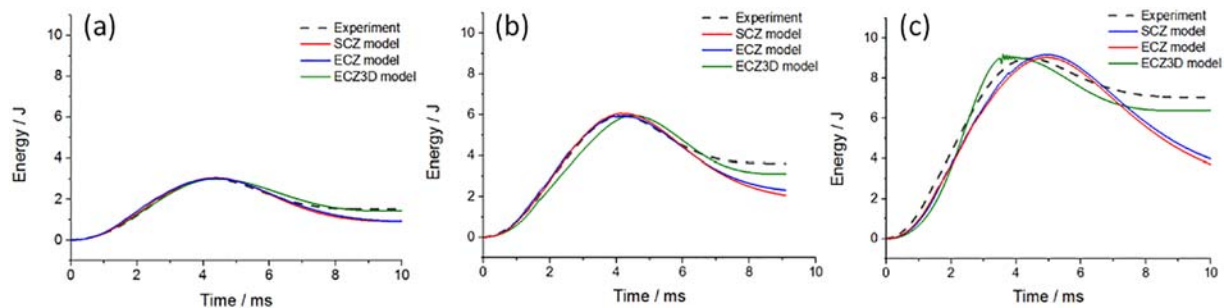 (a)
Experiment
SCZ model
ECZ model
ECZ3D model
Energy / J
10
8
6
4
2
0
0 2 4 6 8 10
Time / ms
(b)
Experiment
SCZ model
ECZ model
ECZ3D model
Energy / J
10
8
6
4
2
0
0 2 4 6 8 10
Time / ms
(c)
Experiment
SCZ model
ECZ model
ECZ3D model
Energy / J
10
8
6
4
2
0
0 2 4 6 8 10
Time / ms